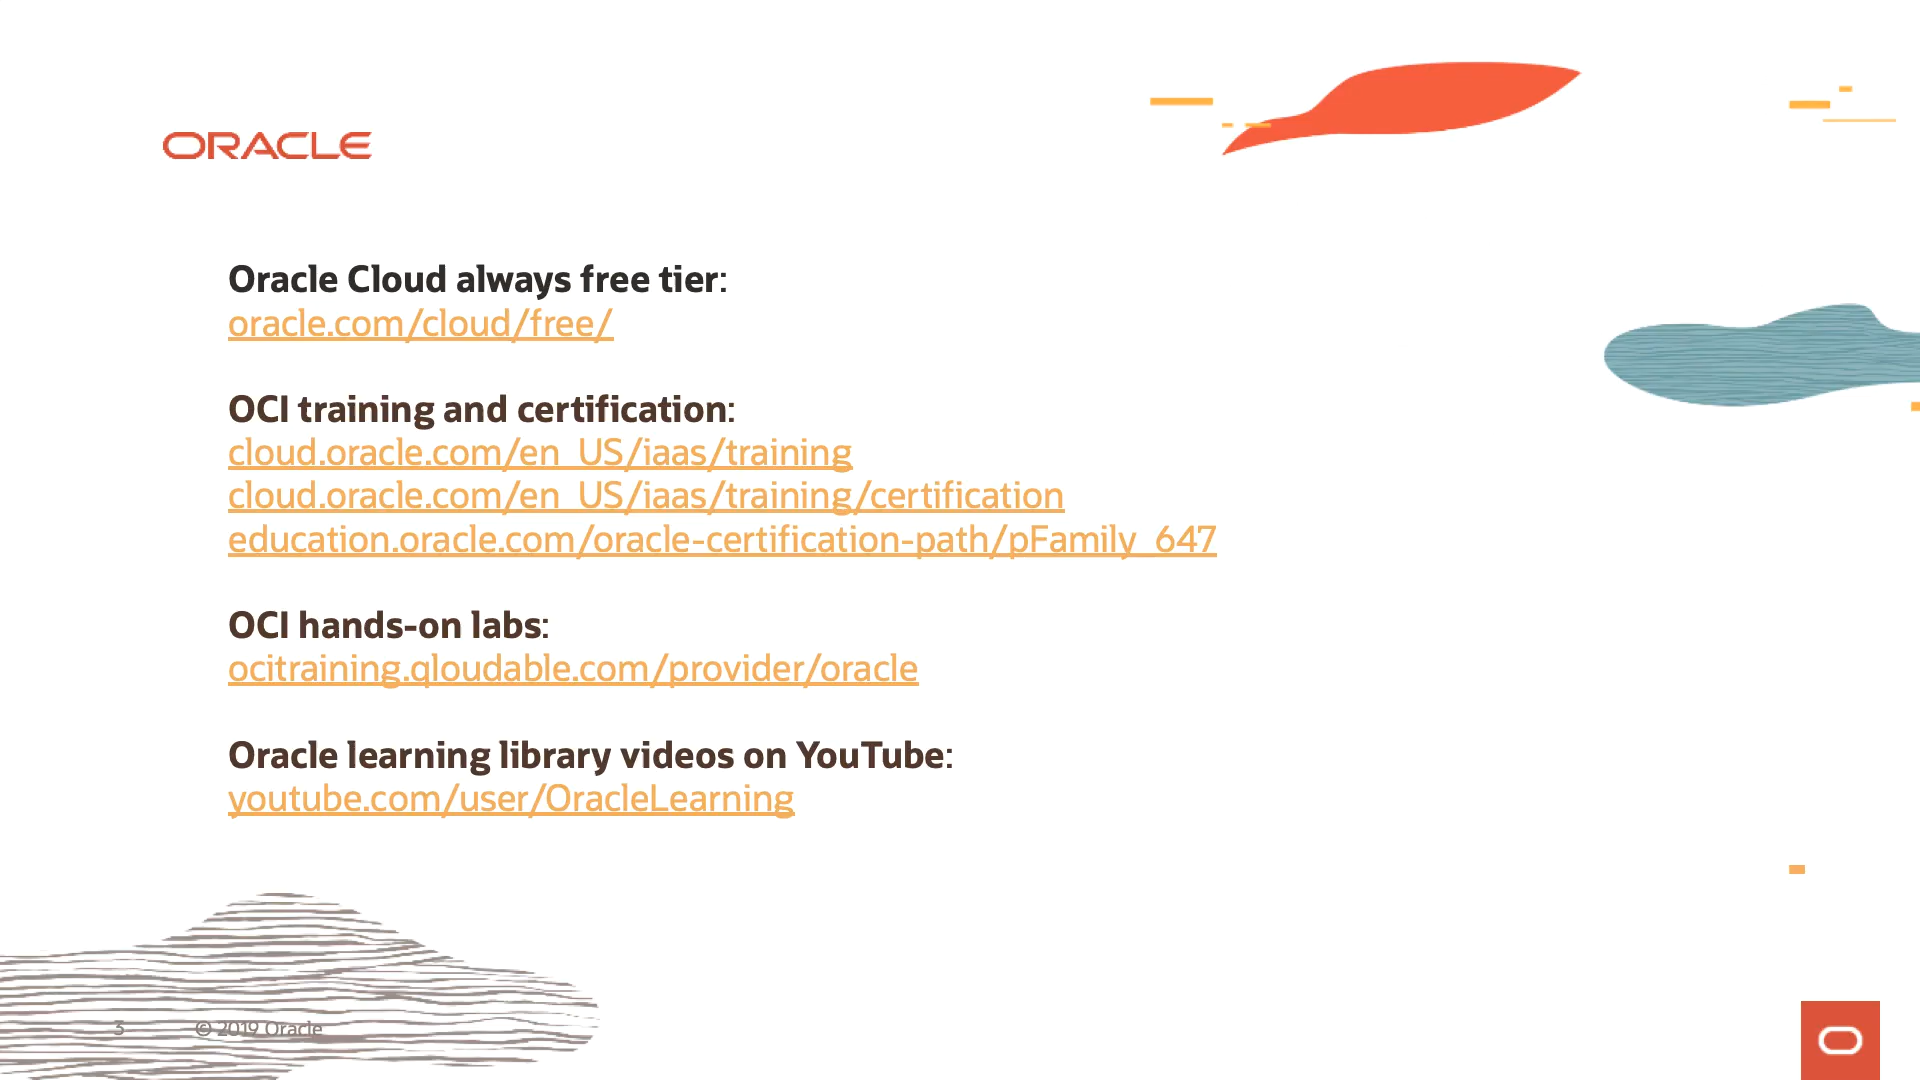 ORACLE
Oracle Cloud always free tier:
oracle.com/cloud/free/
OCI training and certification:
cloud.oracle.com/en_US/iaas/training
cloud.oracle.com/en_US/iaas/training/certification
education.oracle.com/oracle-certification-path/pFamily_647
OCI hands-on labs:
ocitraining.qloudable.com/provider/oracle
Oracle learning library videos on YouTube:
youtube.com/user/OracleLearning
3 © 2019 Oracle